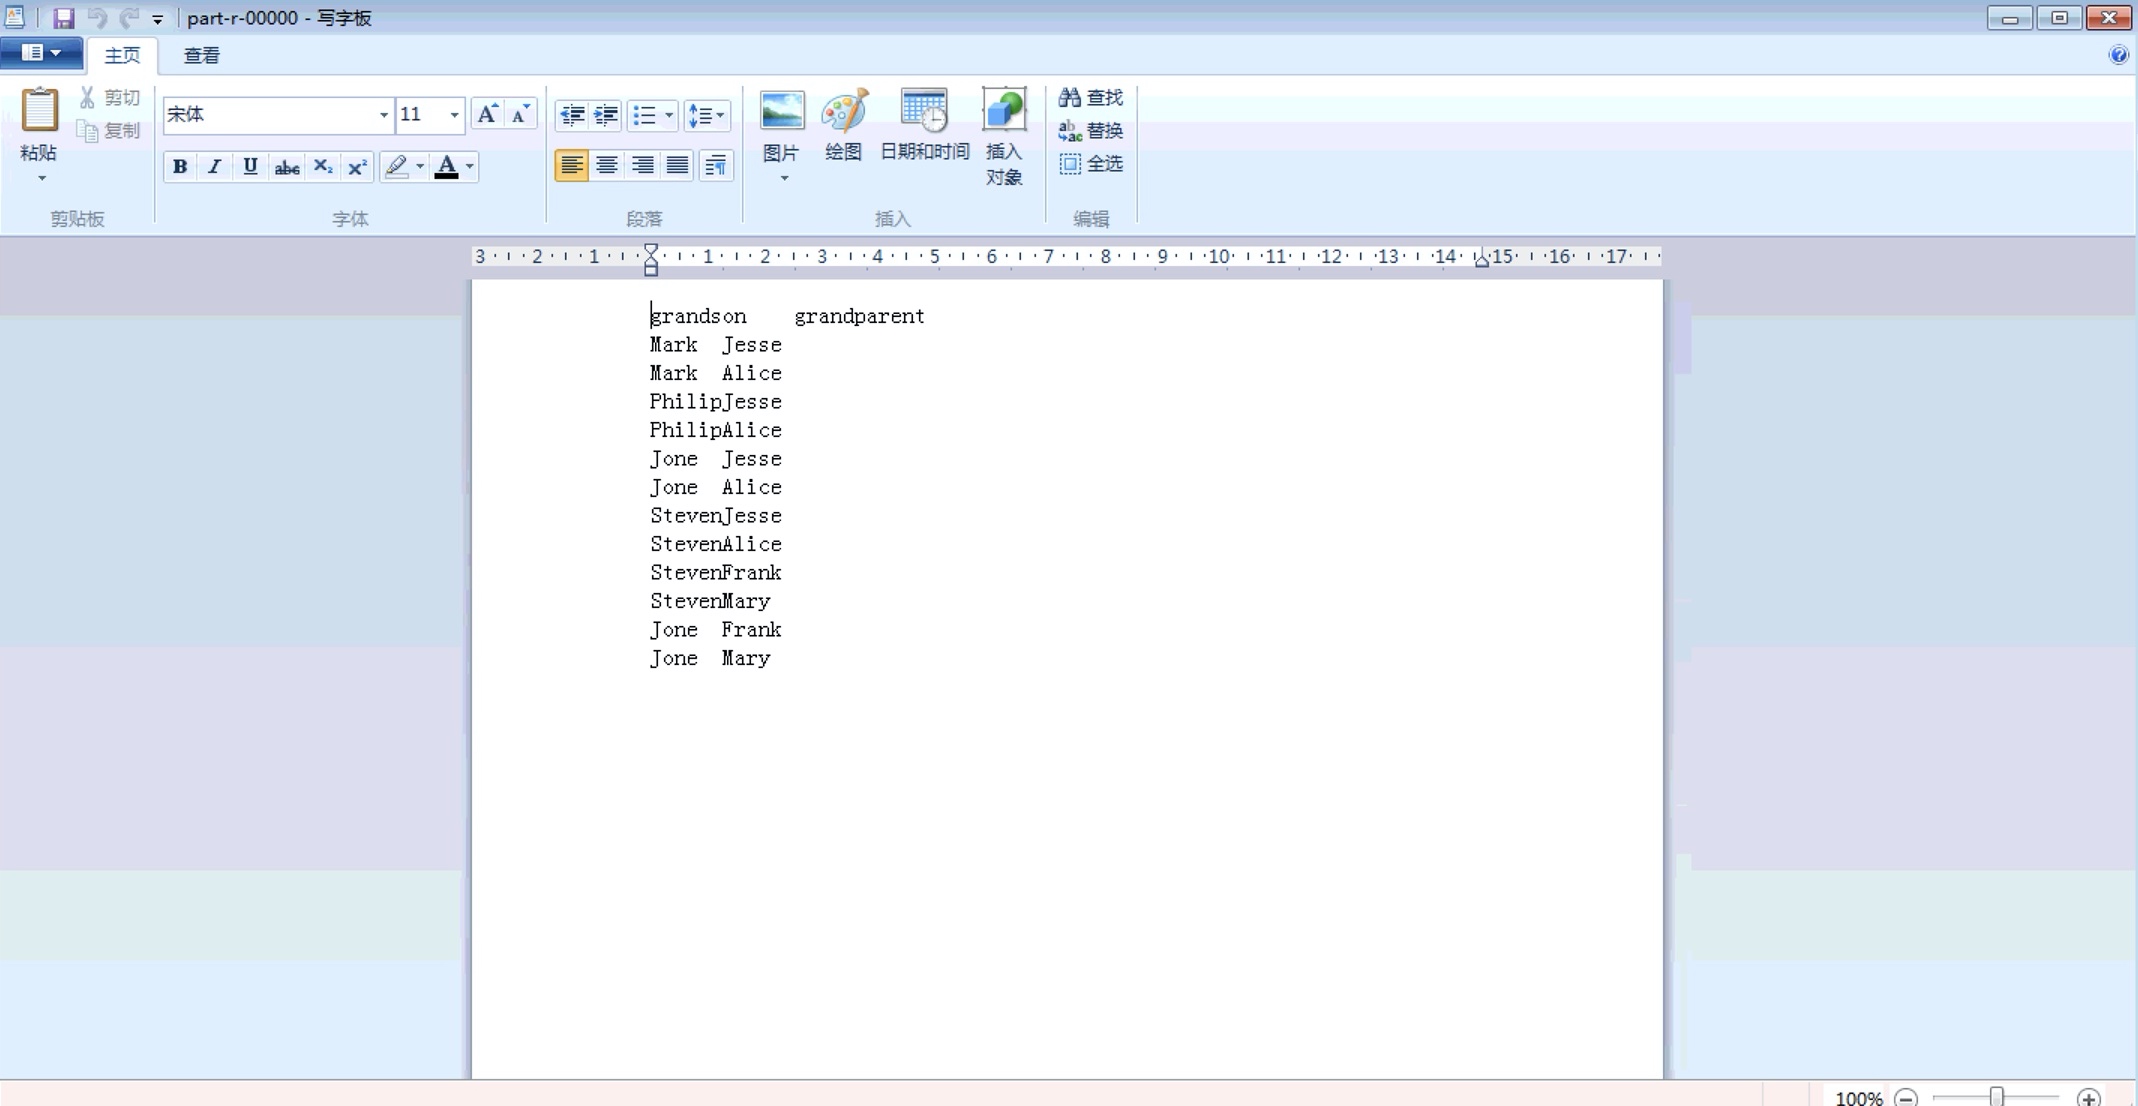 part-r-00000 - 写字板
主页 查看
粘贴 剪切 复制
宋体 11
A A
B I U abc X₂ X² A
图片 绘图 日期和时间 插入对象
查找
替换
全选
剪贴板 字体 段落 插入 编辑
3 2 1 1 2 3 4 5 6 7 8 9 10 11 12 13 14 15 16 17
grandson grandparent
Mark Jesse
Mark Alice
PhilipJesse
PhilipAlice
Jone Jesse
Jone Alice
StevenJesse
StevenAlice
StevenFrank
StevenMary
Jone Frank
Jone Mary
100%